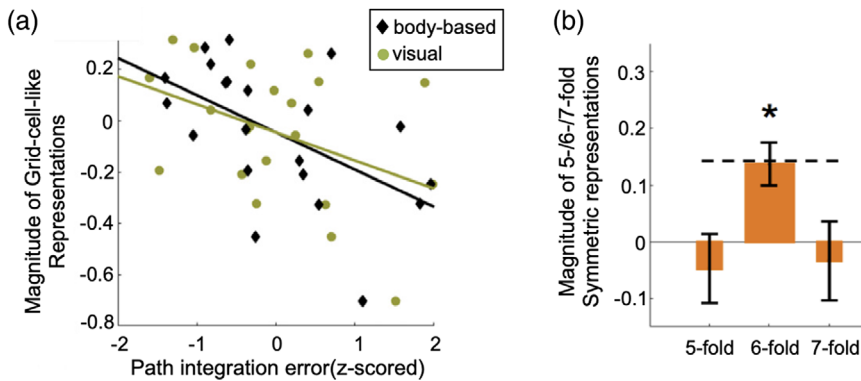 (a)
body-based
visual
Magnitude of Grid-cell-like
Representations
0.2
0
-0.2
-0.4
-0.6
-0.8
-2
-1
0
1
2
Path integration error(z-scored)
(b)
Magnitude of 5-/6-/7-fold
Symmetric representations
0.3
0.2
0.1
0
-0.1
*
5-fold
6-fold
7-fold